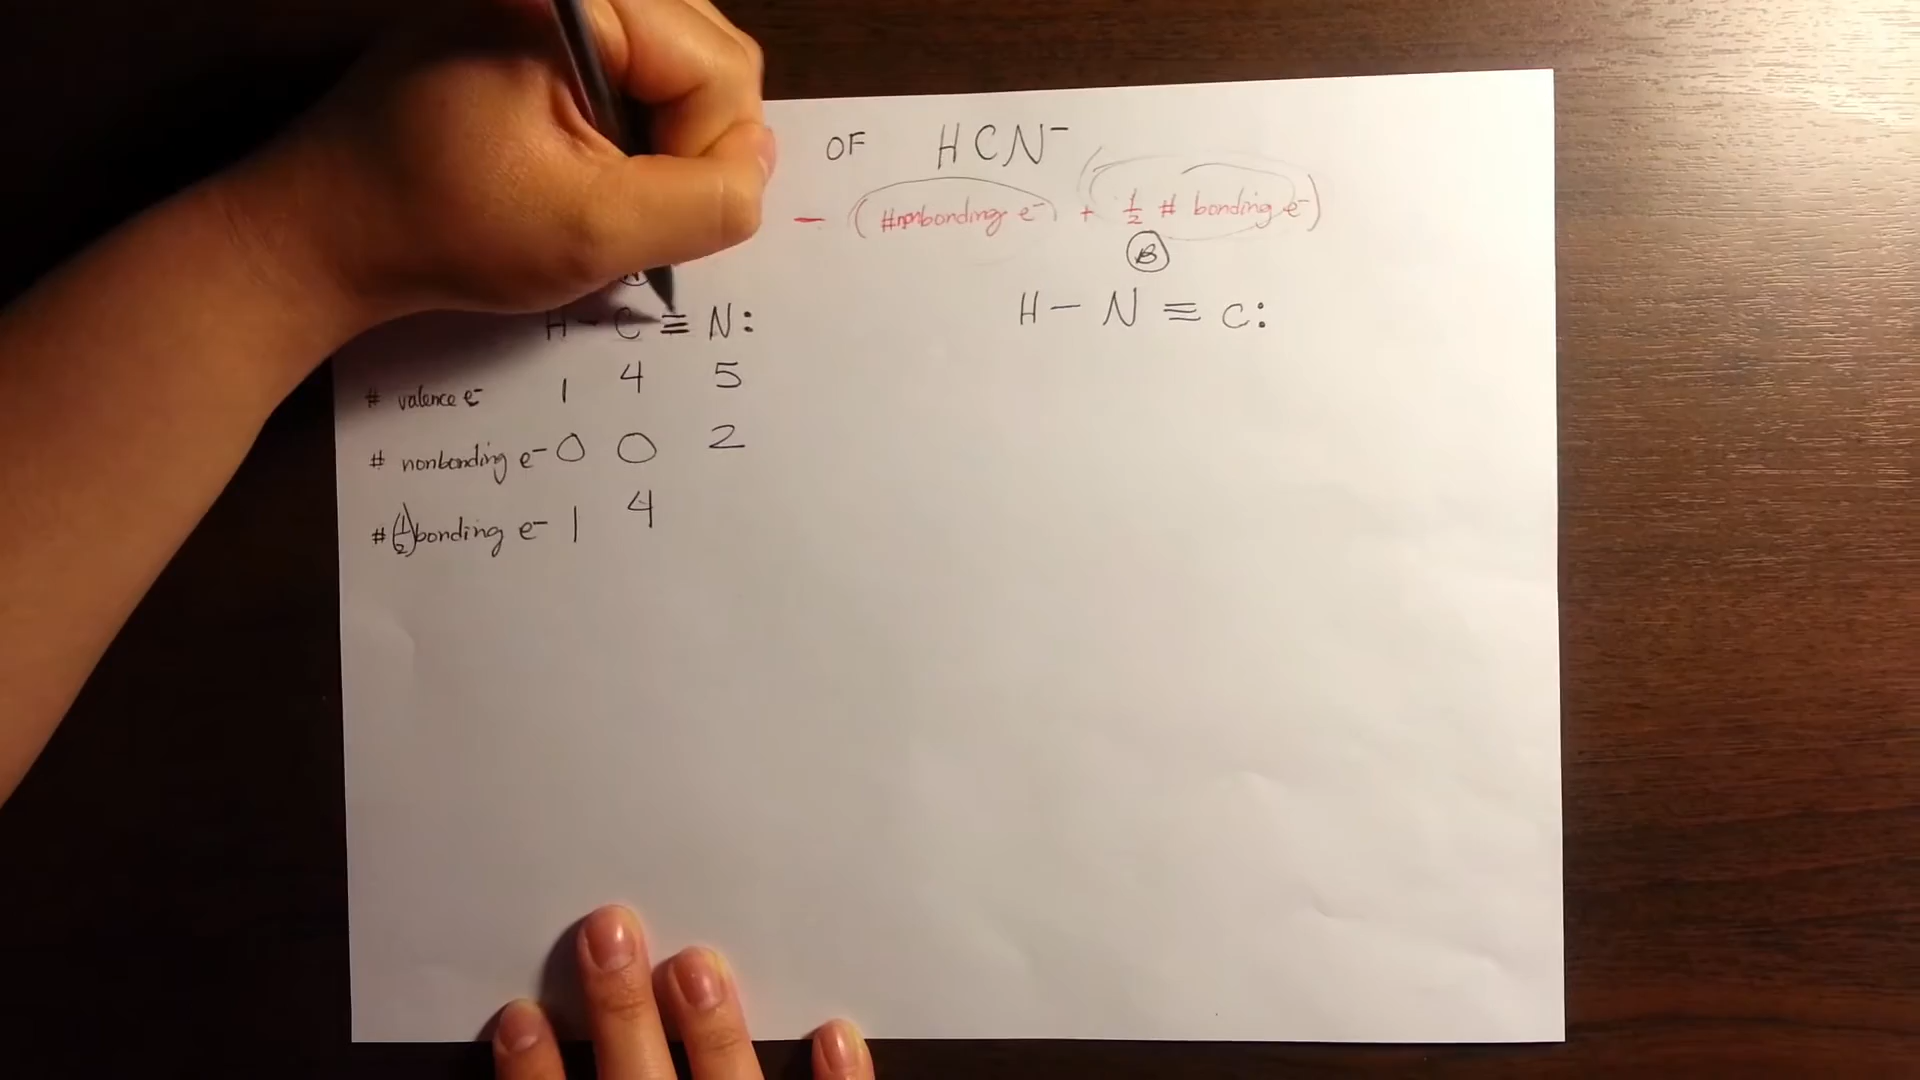 OF HCN⁻
- (#nonbonding e⁻ + 1/2 # bonding e⁻)
B
H - C ≡ N:
H - N ≡ C:
# valence e⁻ 1 4 5
# nonbonding e⁻ 0 0 2
# (1/2) bonding e⁻ 1 4